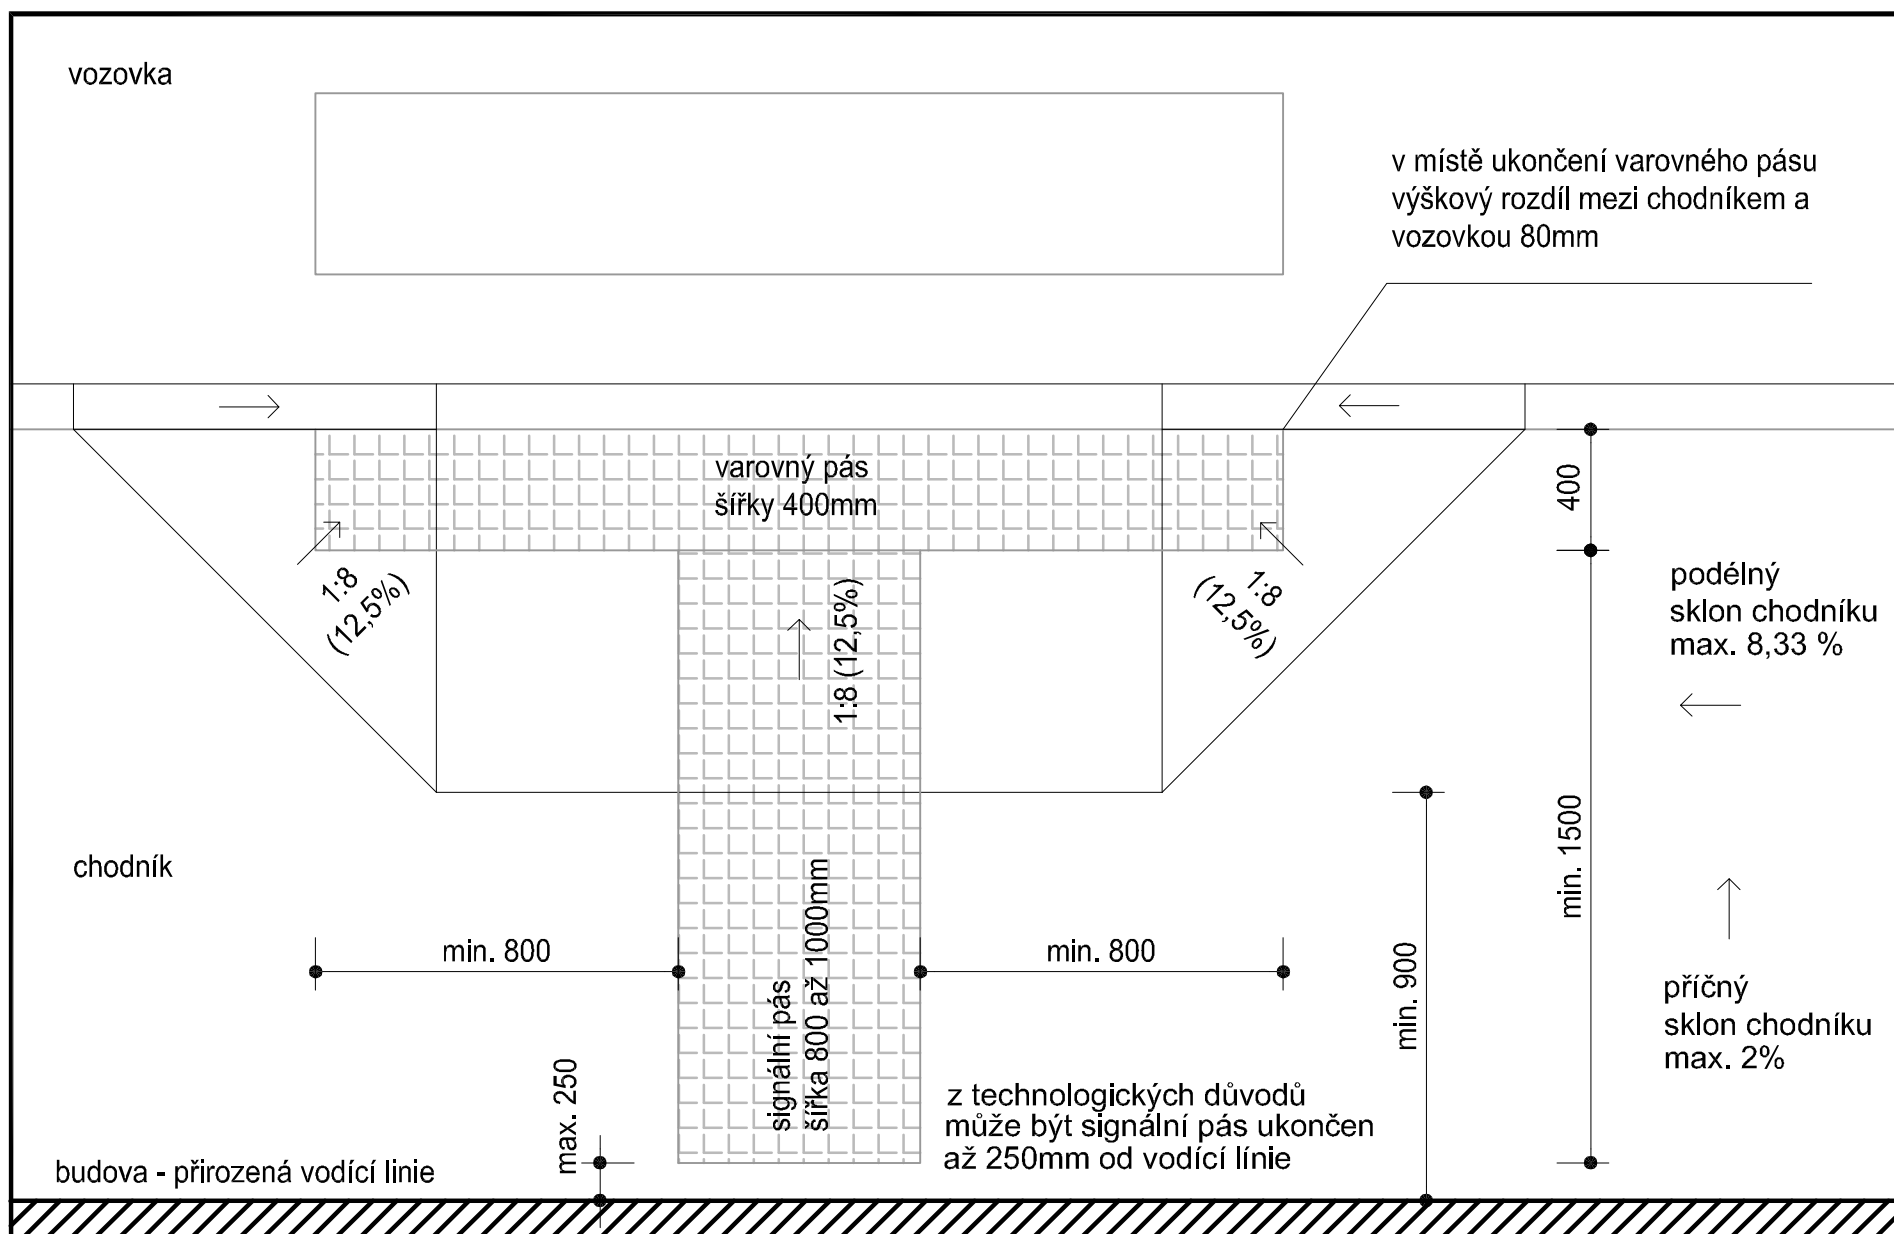 vozovka
v místě ukončení varovného pásu
výškový rozdíl mezi chodníkem a
vozovkou 80mm
varovný pás
šířky 400mm
400
1:8
(12,5%)
1:8 (12,5%)
1:8
(12,5%)
podélný
sklon chodníku
max. 8,33 %
min. 1500
chodník
min. 800
min. 800
min. 900
signální pás
šířka 800 až 1000mm
příčný
sklon chodníku
max. 2%
max. 250
z technologických důvodů
může být signální pás ukončen
až 250mm od vodící línie
budova - přirozená vodící linie